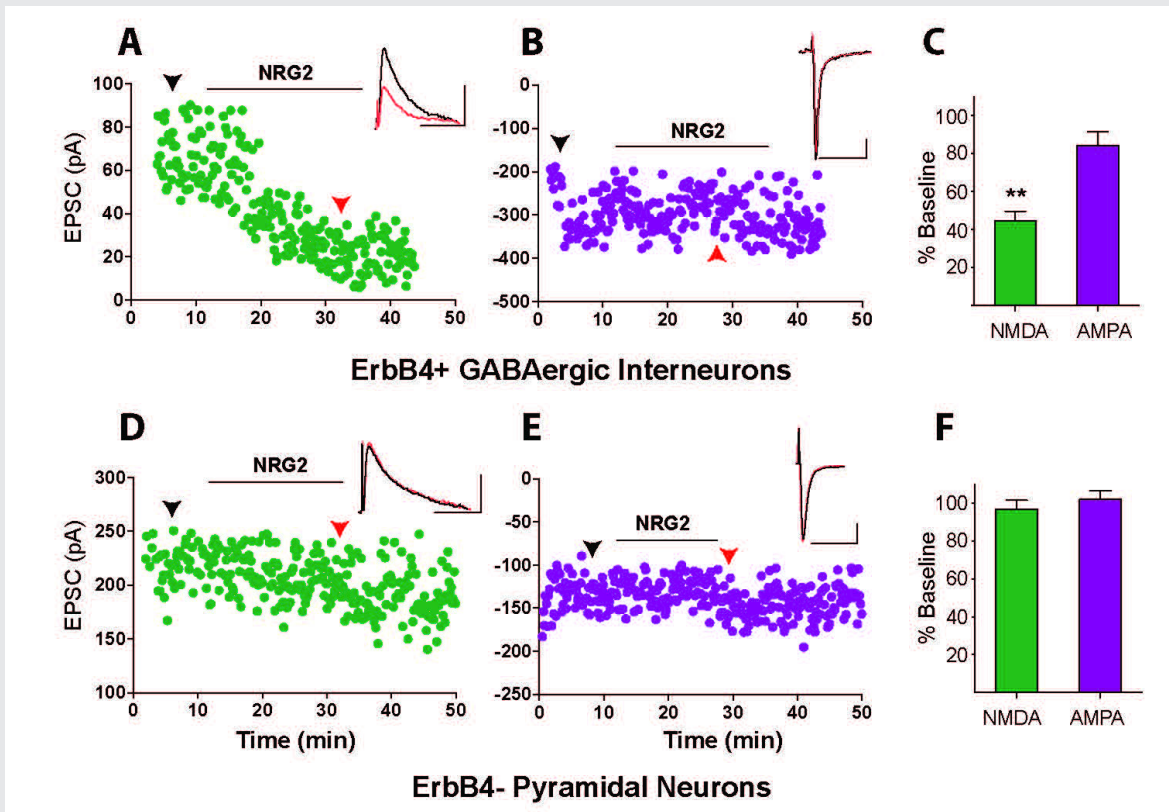 A
B
C
NRG2
EPSC (pA)
100
80
60
40
20
0
0
10
20
30
40
50
NRG2
0
-100
-200
-300
-400
-500
0
10
20
30
40
50
% Baseline
100
80
60
40
20
**
NMDA
AMPA
ErbB4+ GABAergic Interneurons
D
E
F
NRG2
EPSC (pA)
300
250
200
150
100
0
10
20
30
40
50
Time (min)
NRG2
0
-50
-100
-150
-200
-250
0
10
20
30
40
50
Time (min)
% Baseline
100
80
60
40
20
NMDA
AMPA
ErbB4- Pyramidal Neurons